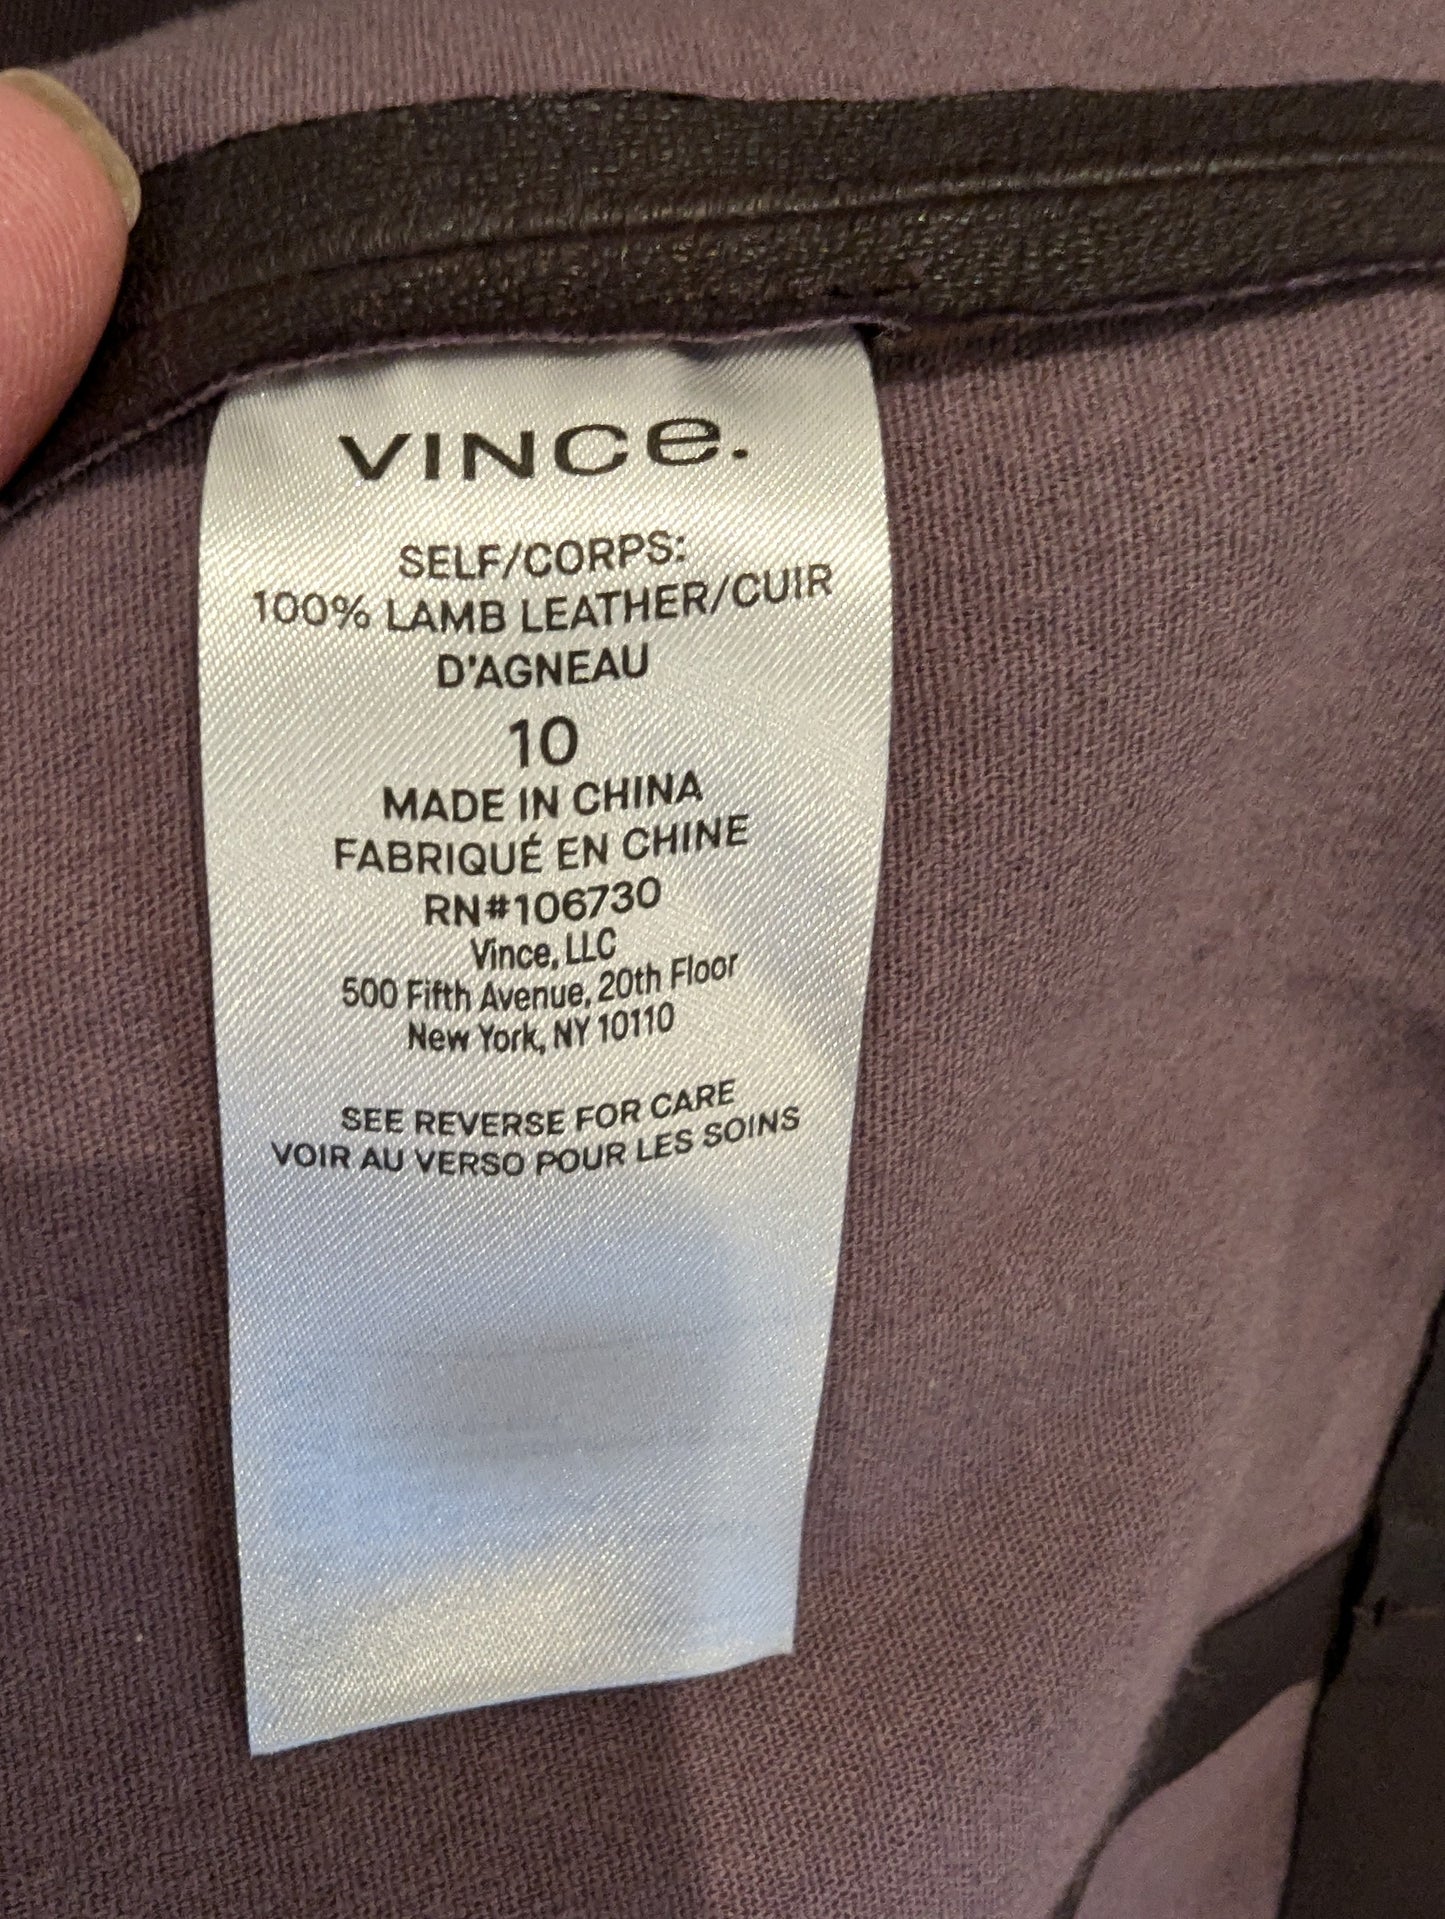 VINCe.
SELF/CORPS:
100% LAMB LEATHER/CUIR
D'AGNEAU
10
MADE IN CHINA
FABRIQUÉ EN CHINE
RN#106730
Vince, LLC
500 Fifth Avenue, 20th Floor
New York, NY 10110
SEE REVERSE FOR CARE
VOIR AU VERSO POUR LES SOINS